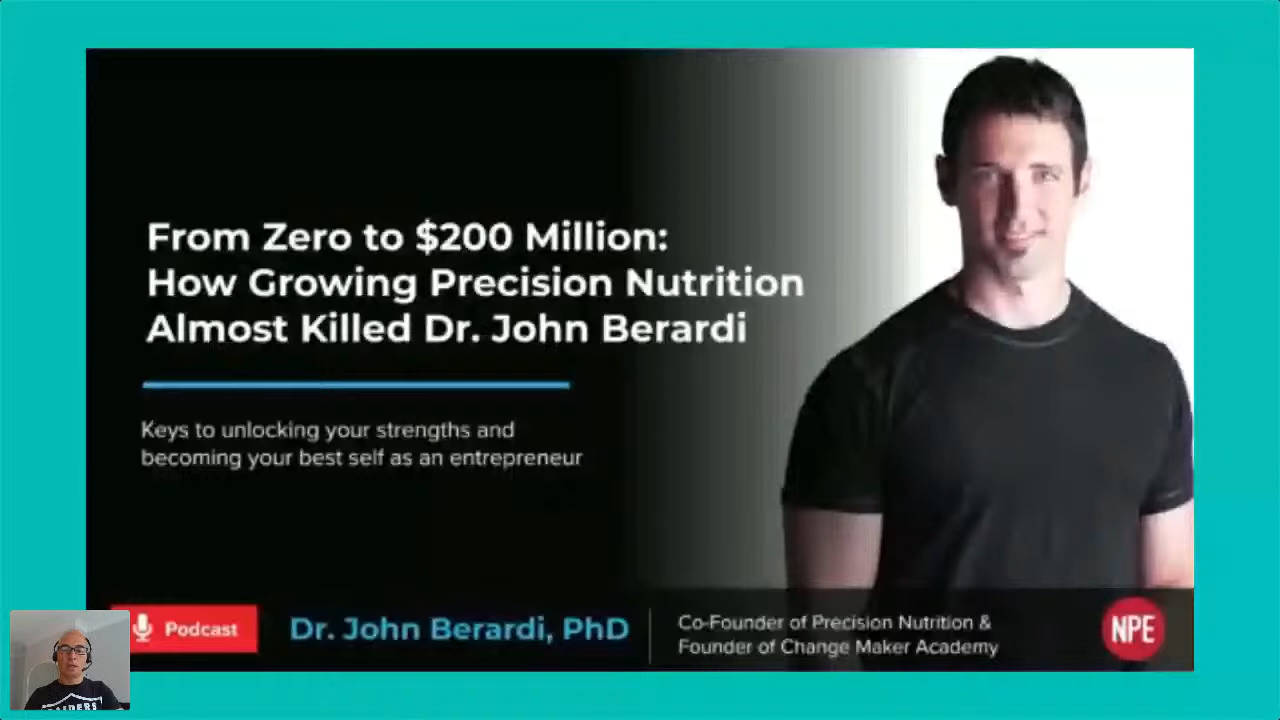 From Zero to $200 Million:
How Growing Precision Nutrition
Almost Killed Dr. John Berardi
Keys to unlocking your strengths and
becoming your best self as an entrepreneur
Podcast
Dr. John Berardi, PhD
Co-Founder of Precision Nutrition &
Founder of Change Maker Academy
NPE